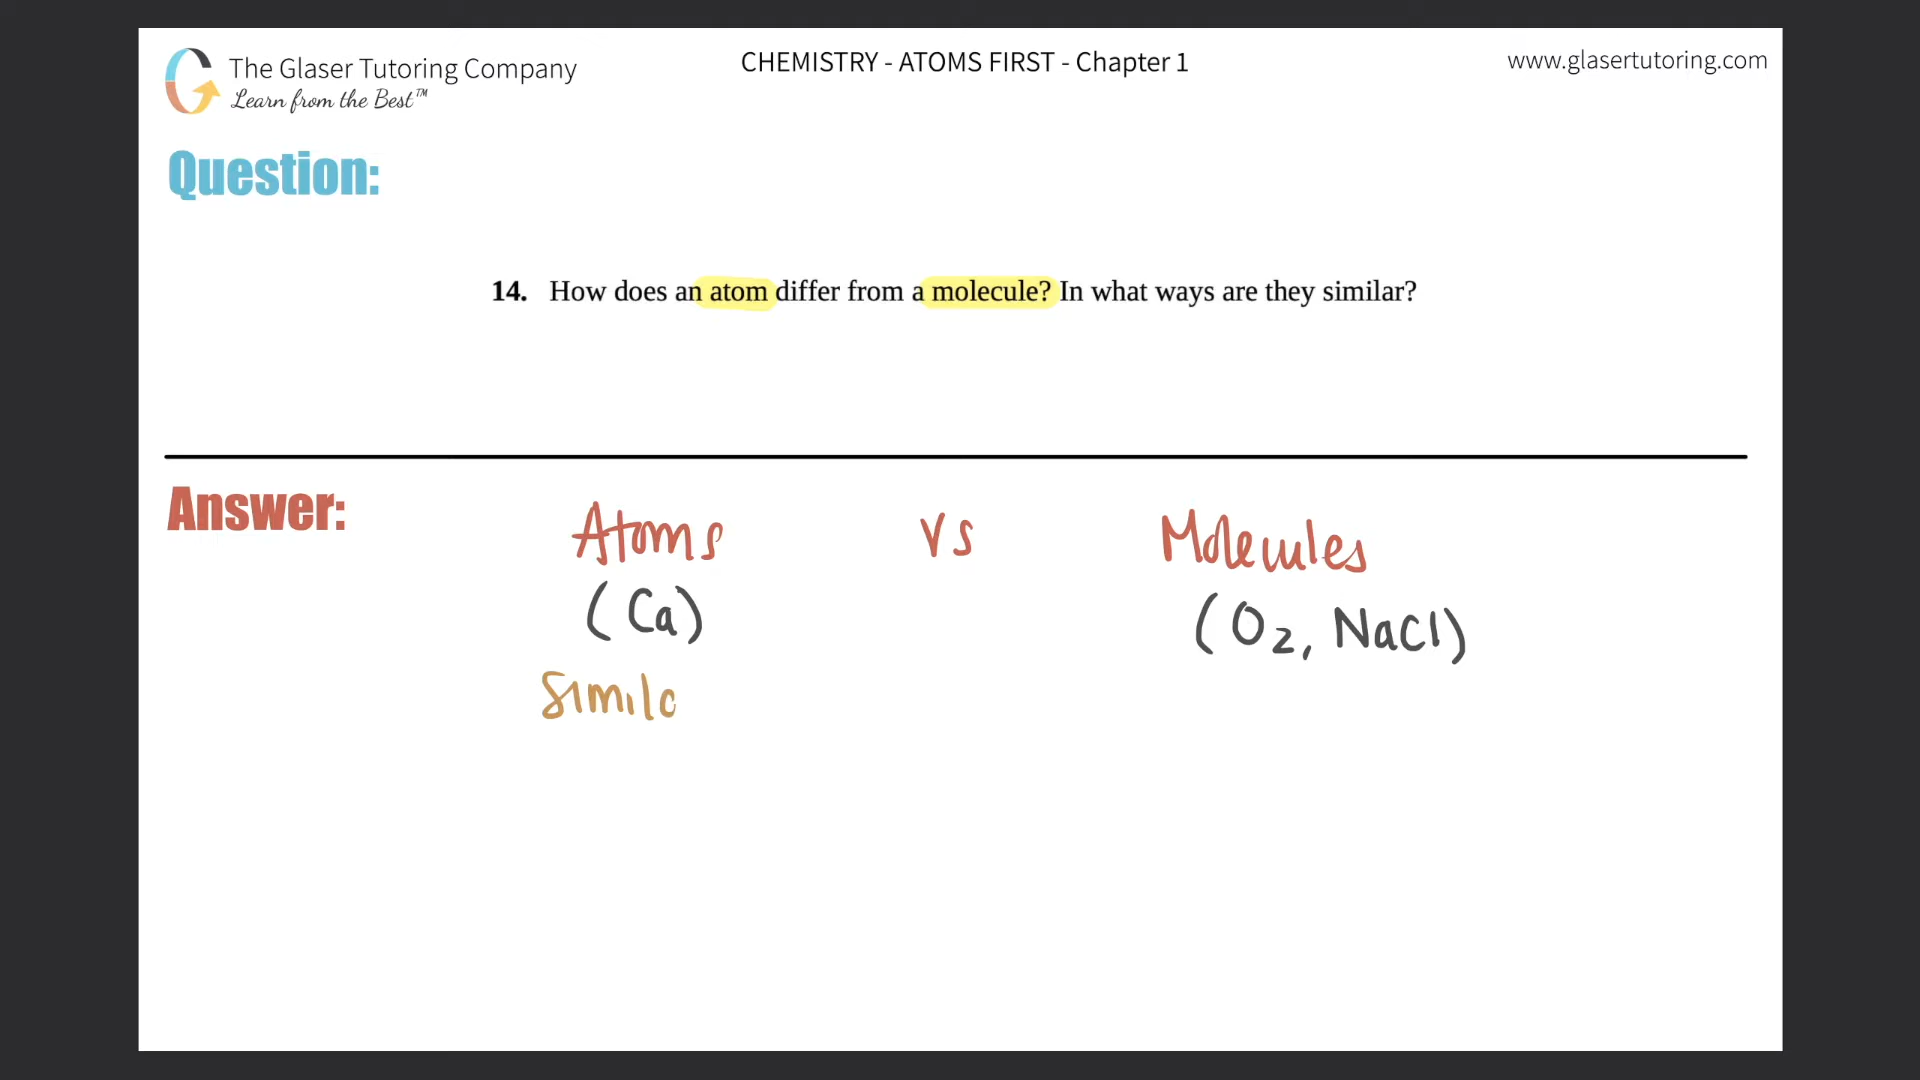 The Glaser Tutoring Company
Learn from the Best™
CHEMISTRY - ATOMS FIRST - Chapter 1
www.glasertutoring.com
Question:
14. How does an atom differ from a molecule? In what ways are they similar?
Answer:
Atoms vs Molecules
(Ca) (O₂, NaCl)
Simila